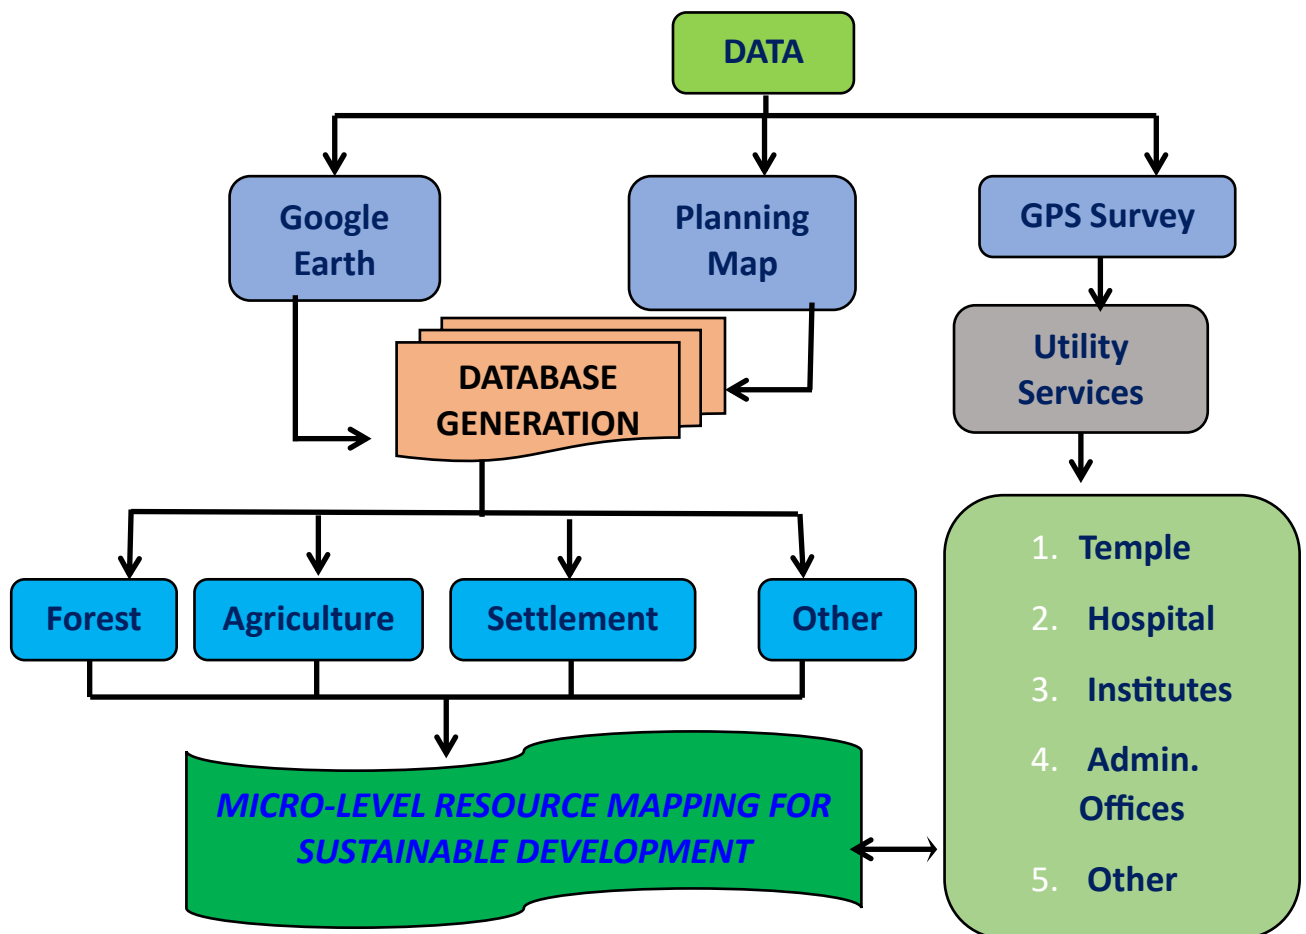 DATA
Google
Earth
Planning
Map
GPS Survey
Utility
Services
DATABASE
GENERATION
Forest
Agriculture
Settlement
Other
1. Temple
2. Hospital
3. Institutes
4. Admin.
Offices
5. Other
MICRO-LEVEL RESOURCE MAPPING FOR
SUSTAINABLE DEVELOPMENT